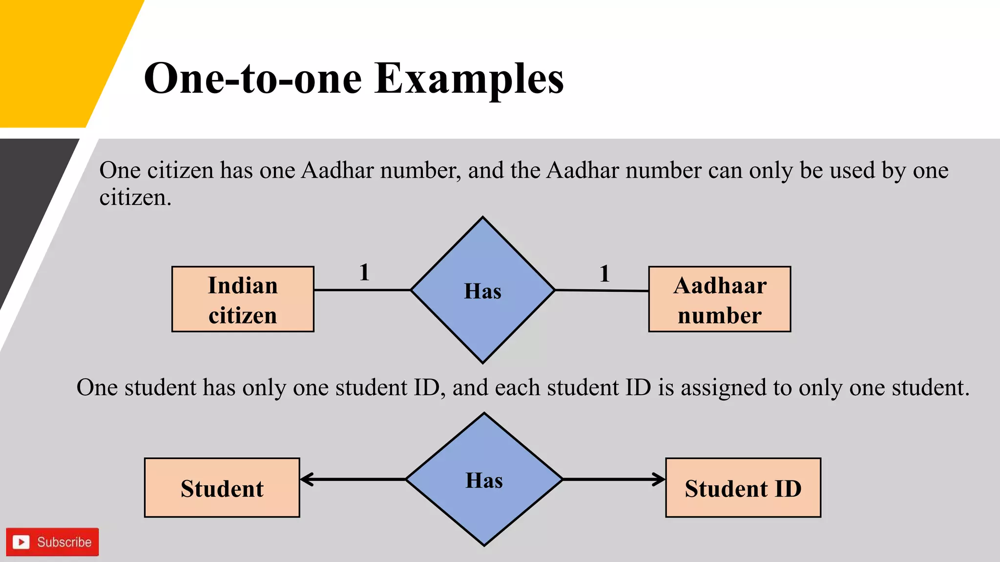 One-to-one Examples
One citizen has one Aadhar number, and the Aadhar number can only be used by one
citizen.
1
1
Indian
citizen
Has
Aadhaar
number
One student has only one student ID, and each student ID is assigned to only one student.
Student
Has
Student ID
Subscribe